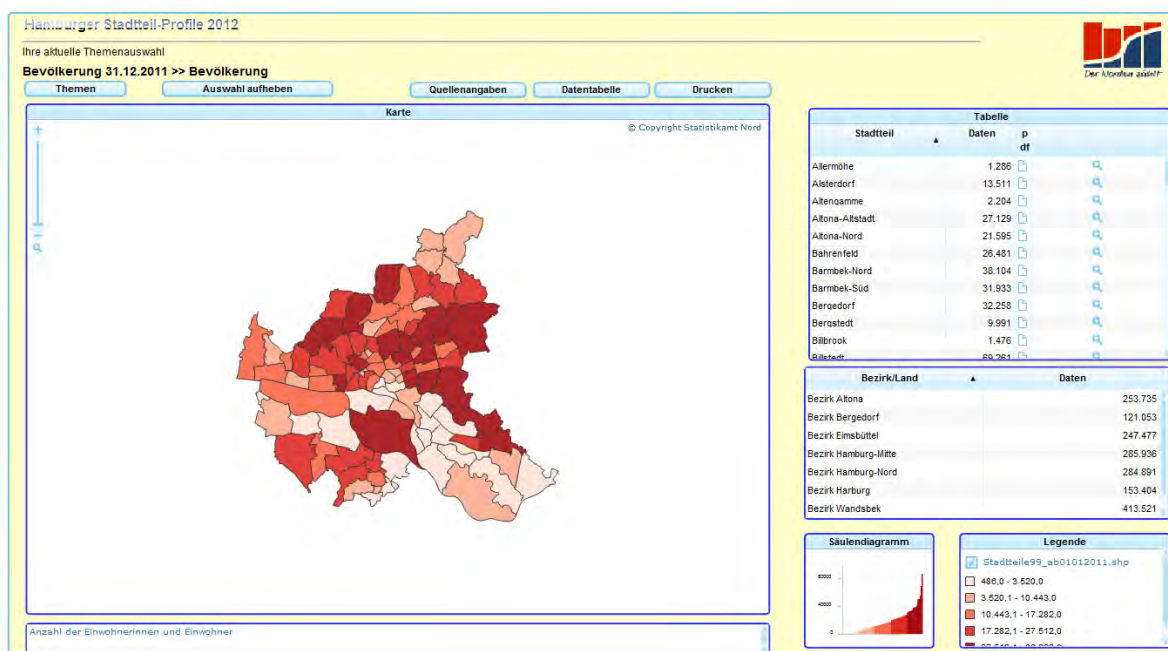 Hamburger Stadtteil-Profile 2012
Ihre aktuelle Themenauswahl
Bevölkerung 31.12.2011 >> Bevölkerung
Themen
Auswahl aufheben
Quellenangaben
Datentabelle
Drucken
Der Norden zählt
Karte
© Copyright Statistikamt Nord
Tabelle
Stadtteil ▲ Daten p
df
Allermöhe 1.286
Alsterdorf 13.511
Altengamme 2.204
Altona-Altstadt 27.129
Altona-Nord 21.595
Bahrenfeld 26.481
Barmbek-Nord 38.104
Barmbek-Süd 31.933
Bergedorf 32.258
Bergstedt 9.991
Billbrook 1.476
Billstedt 69.261
Bezirk/Land ▲ Daten
Bezirk Altona 253.735
Bezirk Bergedorf 121.053
Bezirk Eimsbüttel 247.477
Bezirk Hamburg-Mitte 285.936
Bezirk Hamburg-Nord 284.891
Bezirk Harburg 153.404
Bezirk Wandsbek 413.521
Säulendiagramm
40000
0
Legende
Stadtteile99_ab01012011.shp
486,0 - 3.520,0
3.520,1 - 10.443,0
10.443,1 - 17.282,0
17.282,1 - 27.512,0
Anzahl der Einwohnerinnen und Einwohner